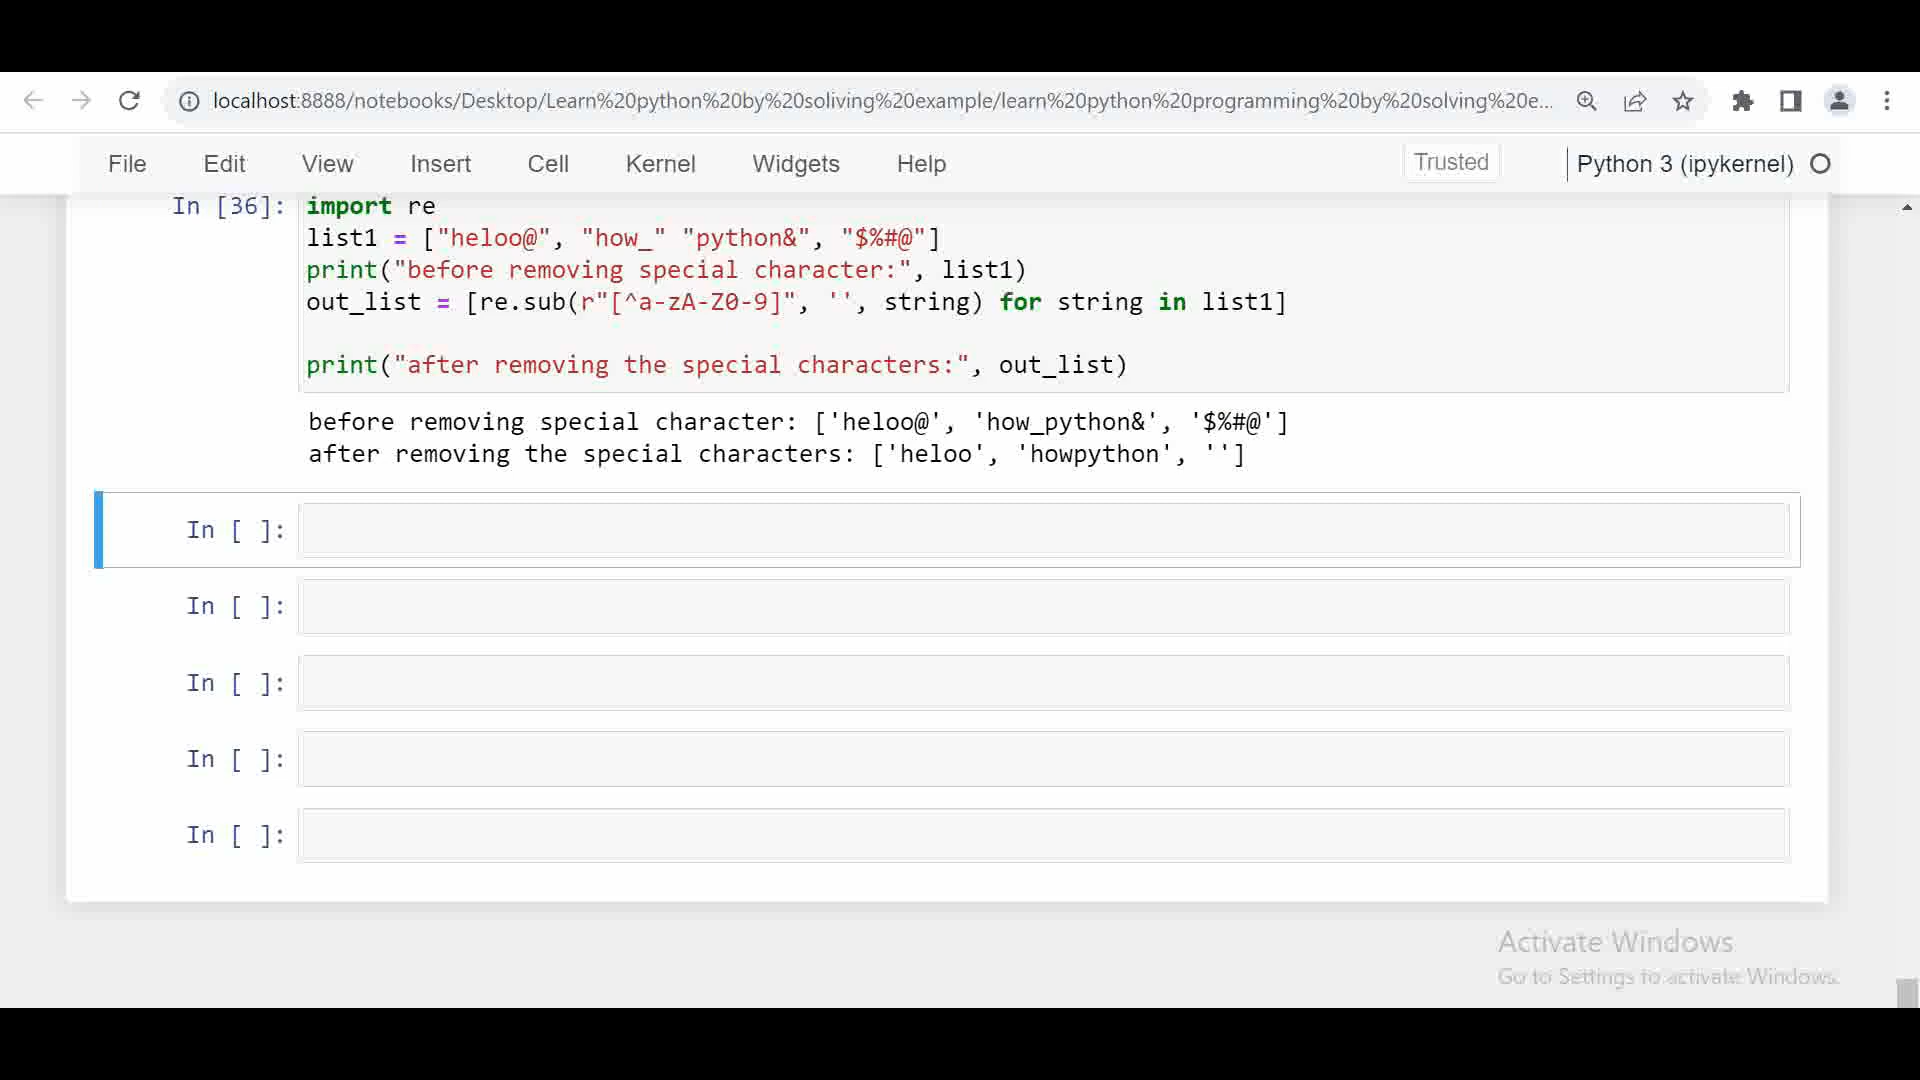 localhost:8888/notebooks/Desktop/Learn%20python%20by%20soliving%20example/learn%20python%20programming%20by%20solving%20e...
File Edit View Insert Cell Kernel Widgets Help Trusted Python 3 (ipykernel)
In [36]: import re
list1 = ["heloo@", "how_" "python&", "$%#@"]
print("before removing special character:", list1)
out_list = [re.sub(r"[^a-zA-Z0-9]", '', string) for string in list1]
print("after removing the special characters:", out_list)
before removing special character: ['heloo@', 'how_python&', '$%#@']
after removing the special characters: ['heloo', 'howpython', '']
In [ ]:
In [ ]:
In [ ]:
In [ ]:
In [ ]:
Activate Windows
Go to Settings to activate Windows.